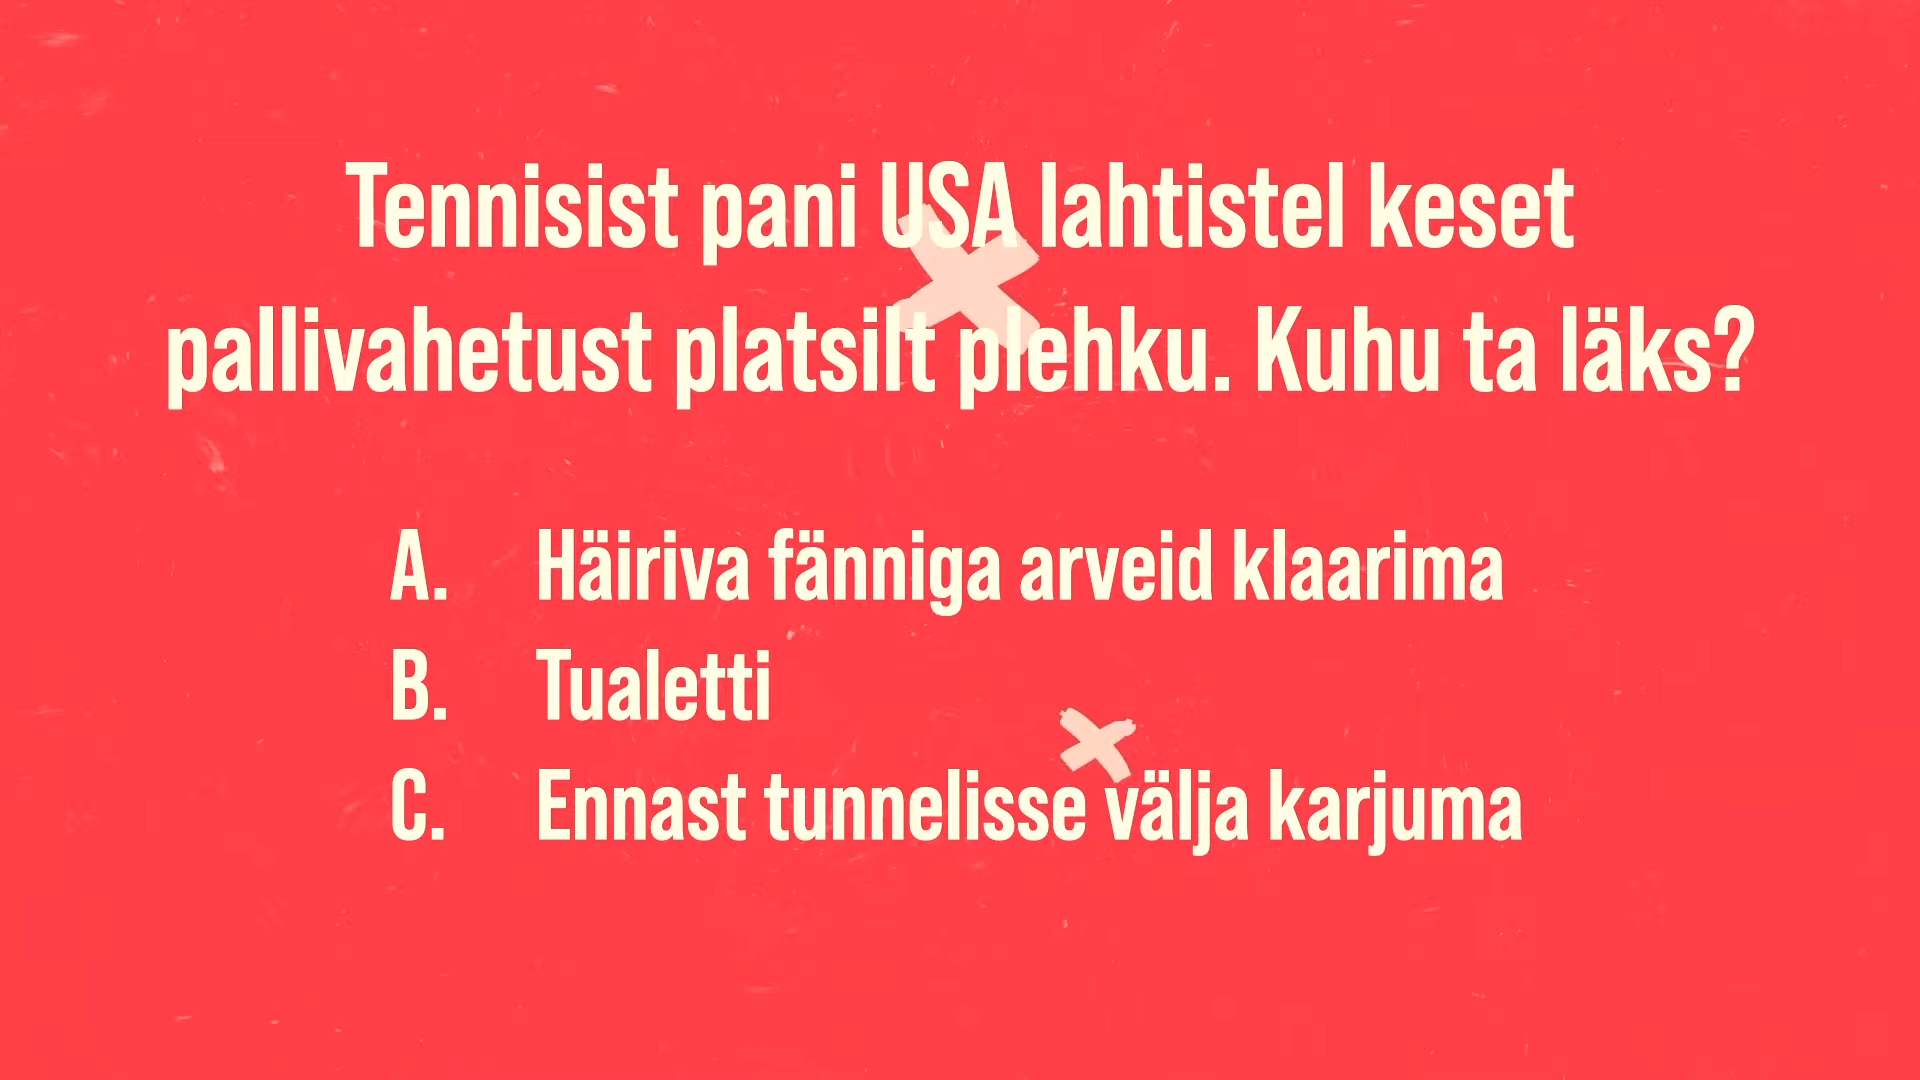 Tennisist pani USA lahtistel keset
pallivahetust platsilt plehku. Kuhu ta läks?
A. Häiriva fänniga arveid klaarima
B. Tualetti
C. Ennast tunnelisse välja karjuma